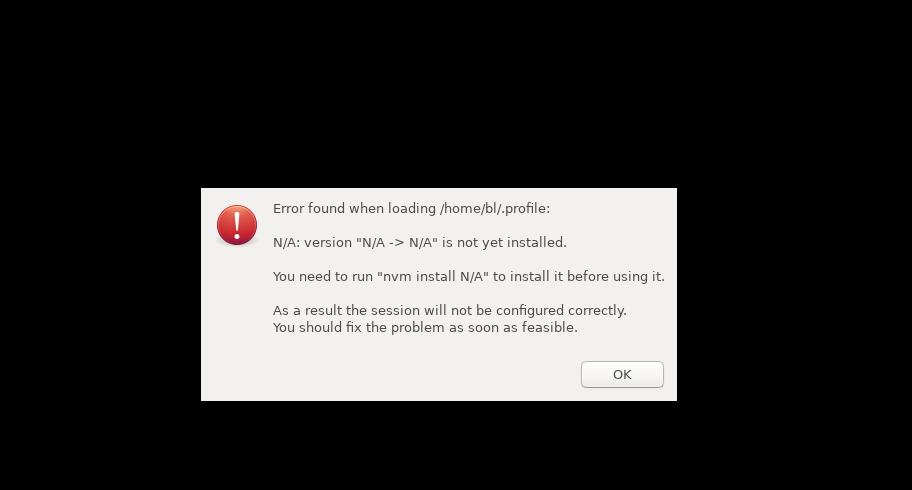 Error found when loading /home/bl/.profile:
N/A: version "N/A -> N/A" is not yet installed.
You need to run "nvm install N/A" to install it before using it.
As a result the session will not be configured correctly.
You should fix the problem as soon as feasible.
OK